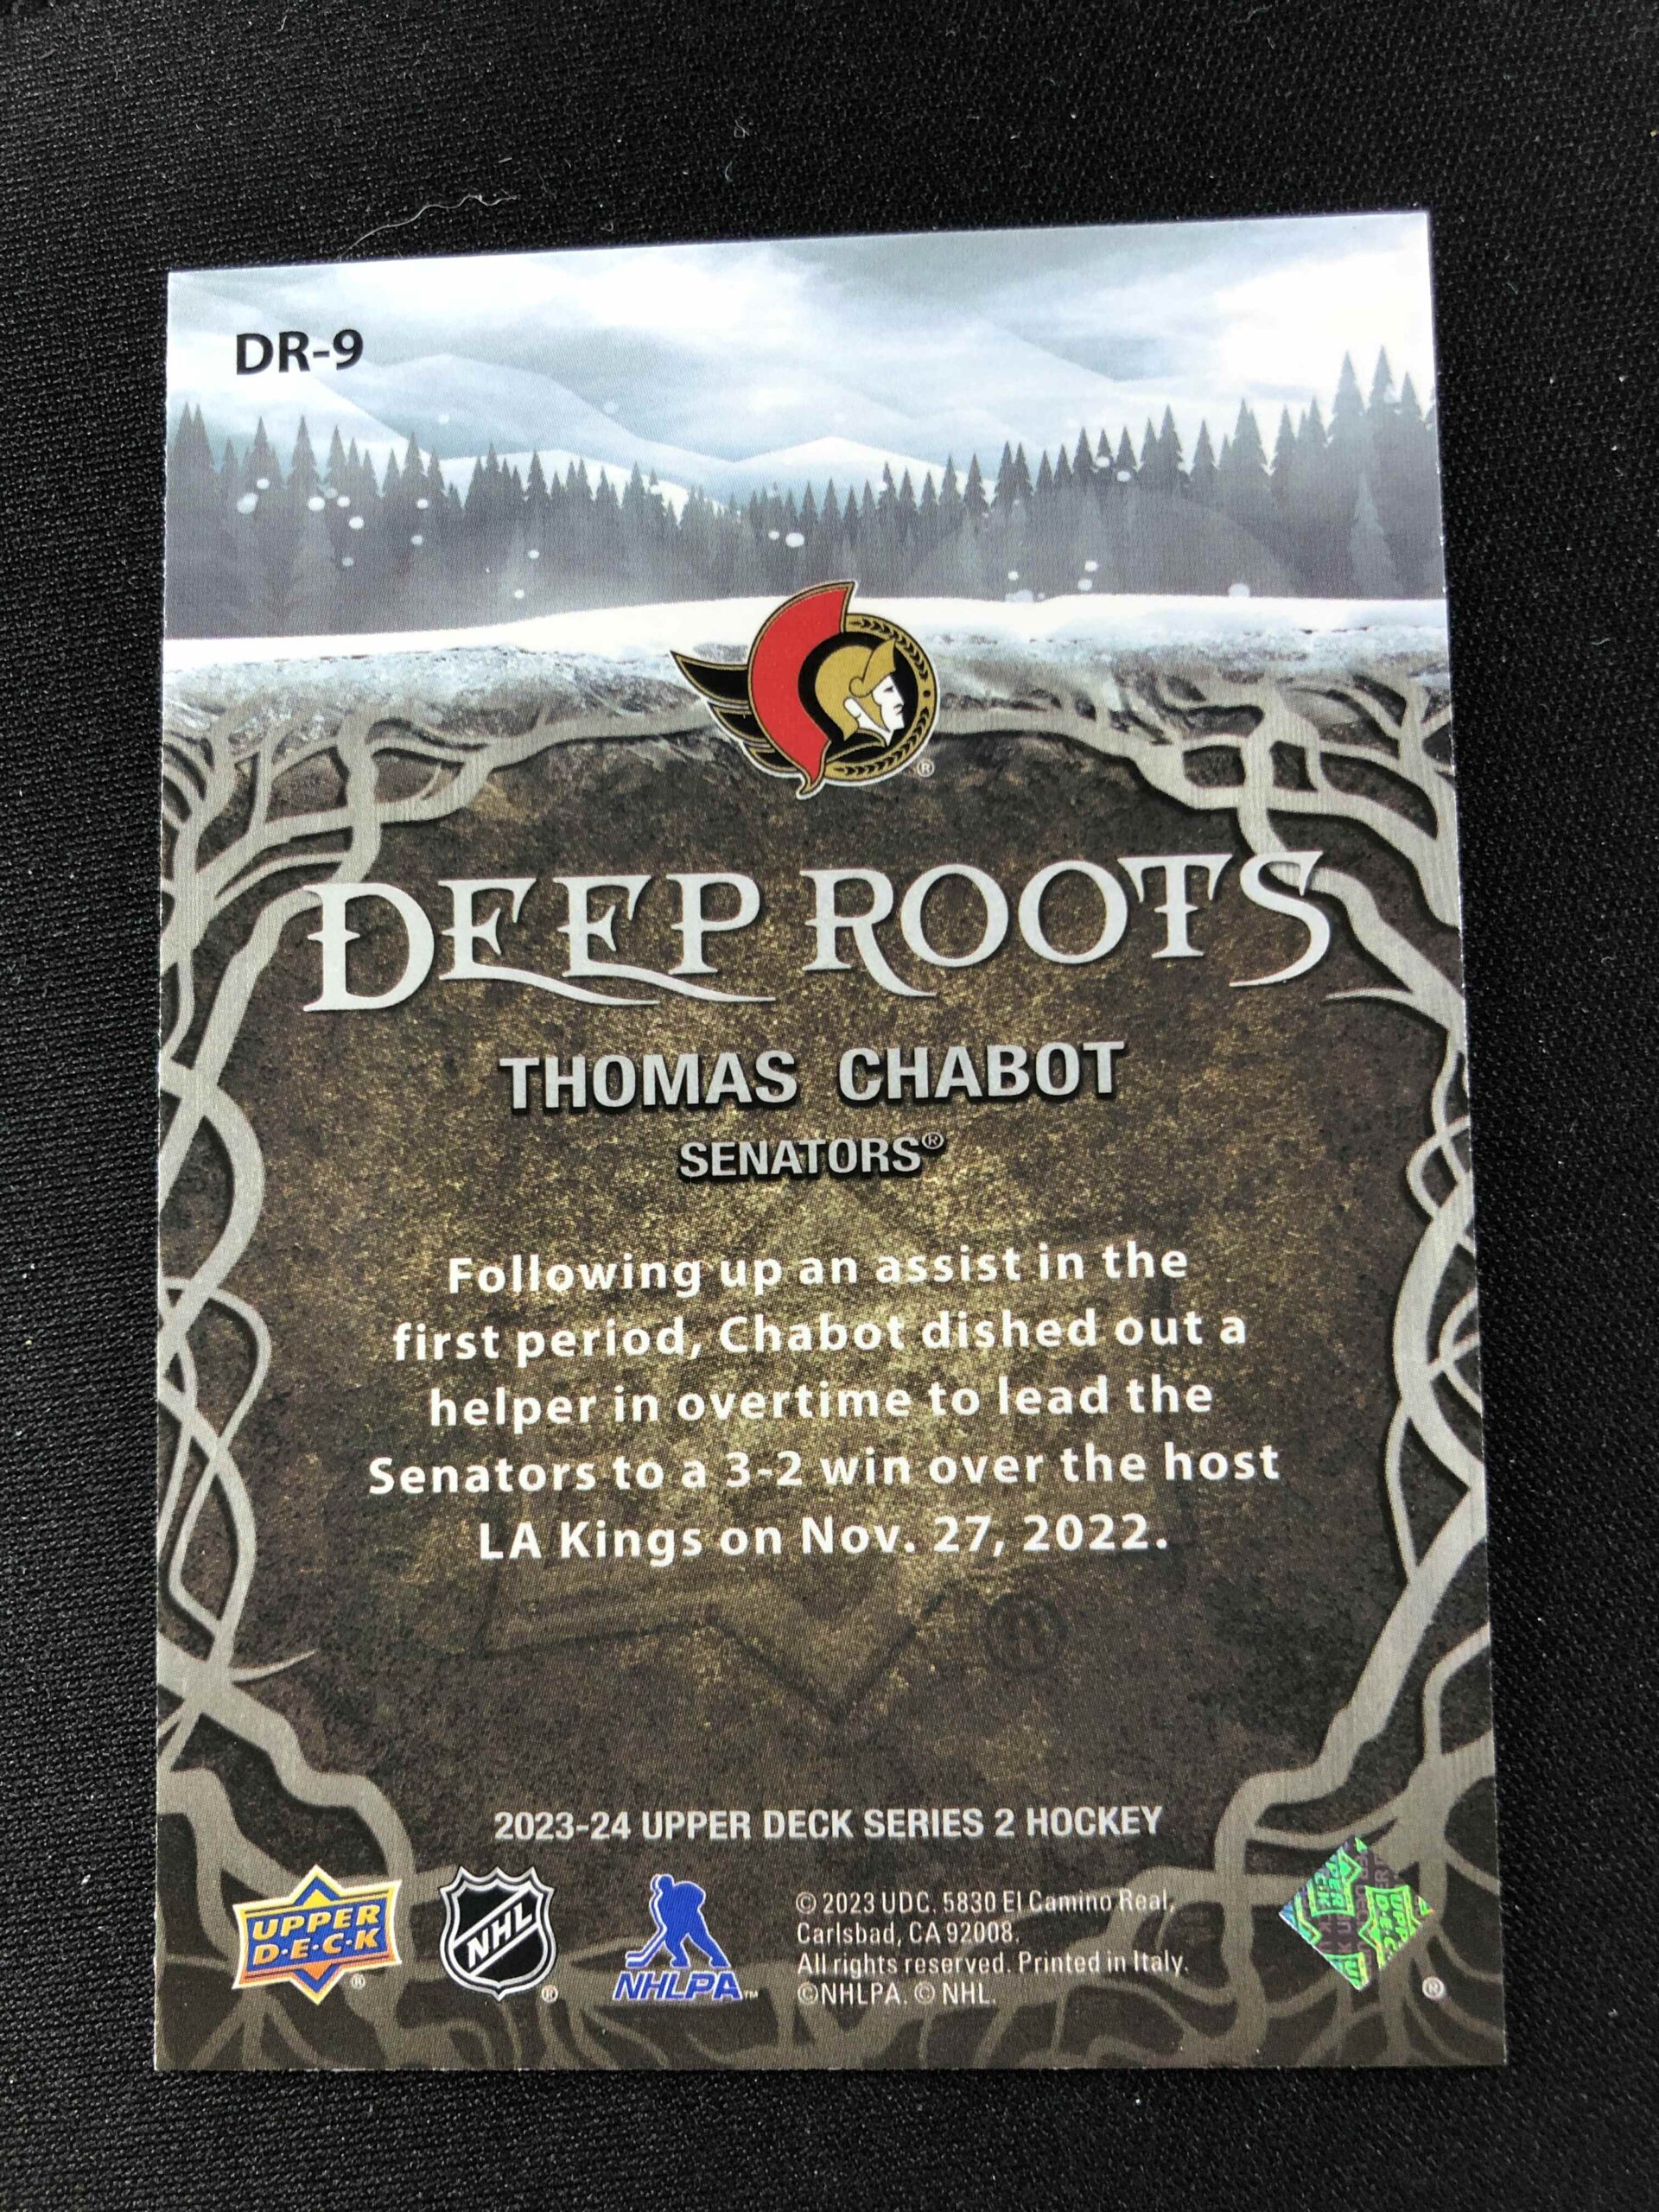 DR-9
DEEP ROOTS
THOMAS CHABOT
SENATORS®
Following up an assist in the
first period, Chabot dished out a
helper in overtime to lead the
Senators to a 3-2 win over the host
LA Kings on Nov. 27, 2022.
2023-24 UPPER DECK SERIES 2 HOCKEY
UPPER
D·E·C·K
®
NHL
®
NHLPA™
© 2023 UDC. 5830 El Camino Real,
Carlsbad, CA 92008.
All rights reserved. Printed in Italy.
©NHLPA. © NHL.
®